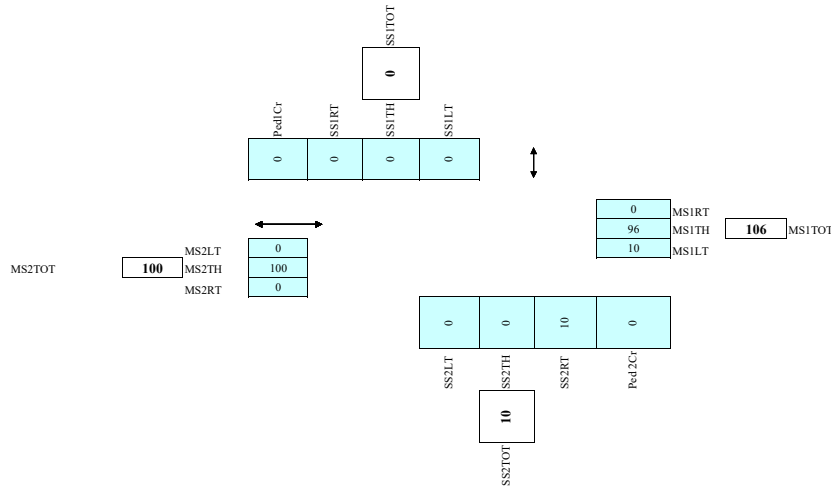 SS1TOT
0
Ped1Cr SS1RT SS1TH SS1LT
0 0 0 0
0 MS1RT
96 MS1TH 106 MS1TOT
10 MS1LT
MS2LT 0
MS2TOT 100 MS2TH 100
MS2RT 0
0 0 10 0
SS2LT SS2TH SS2RT Ped2Cr
10
SS2TOT